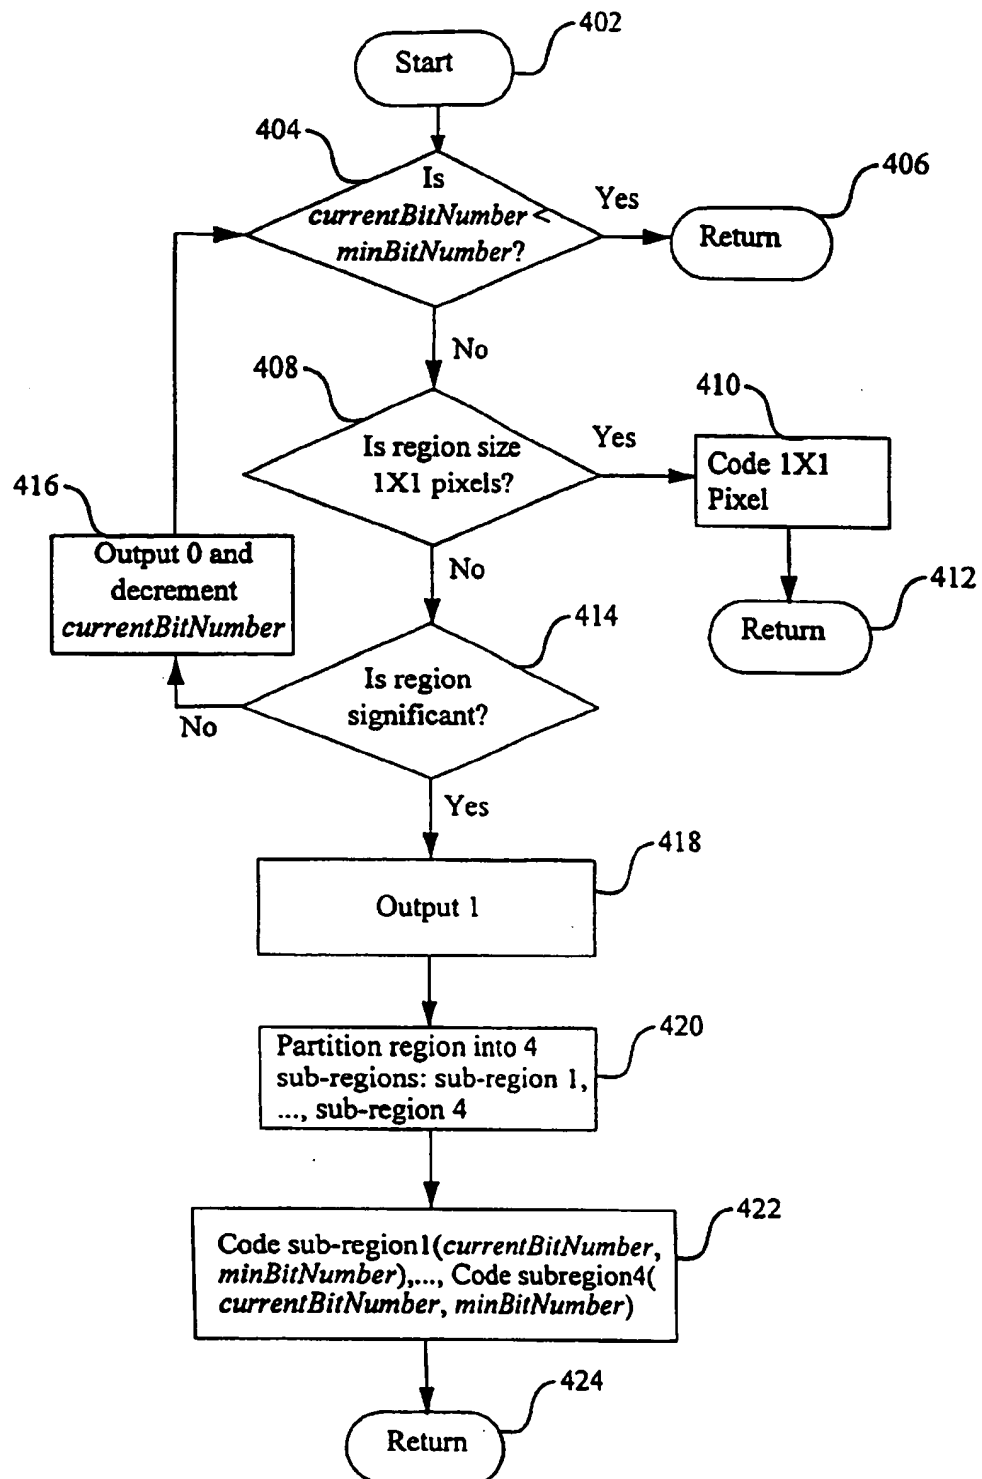 402
Start
404
Is
currentBitNumber <
minBitNumber?
Yes
406
Return
No
408
Is region size
1X1 pixels?
Yes
410
Code 1X1
Pixel
412
Return
No
416
Output 0 and
decrement
currentBitNumber
414
Is region
significant?
No
Yes
418
Output 1
420
Partition region into 4
sub-regions: sub-region 1,
..., sub-region 4
422
Code sub-region1(currentBitNumber,
minBitNumber),..., Code subregion4(
currentBitNumber, minBitNumber)
424
Return